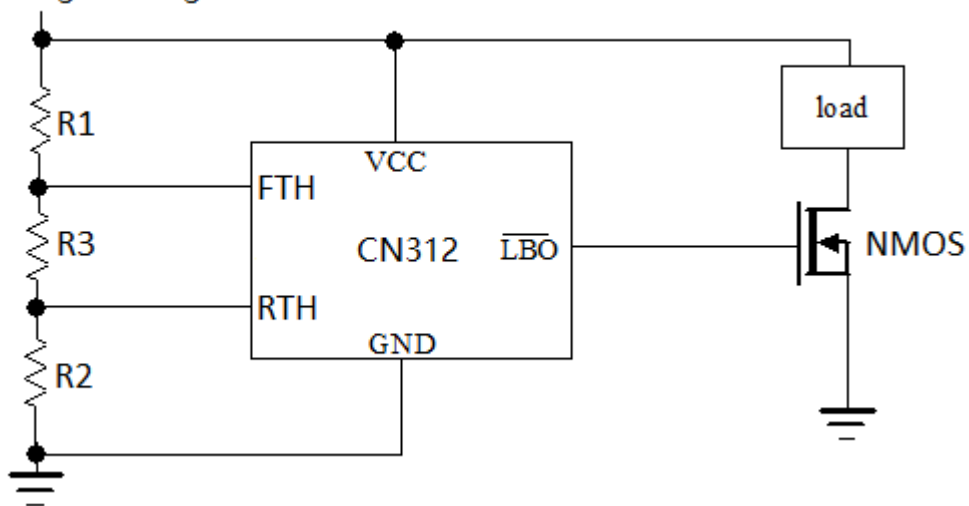 R1
VCC
load
FTH
R3
CN312
LBO
NMOS
RTH
GND
R2